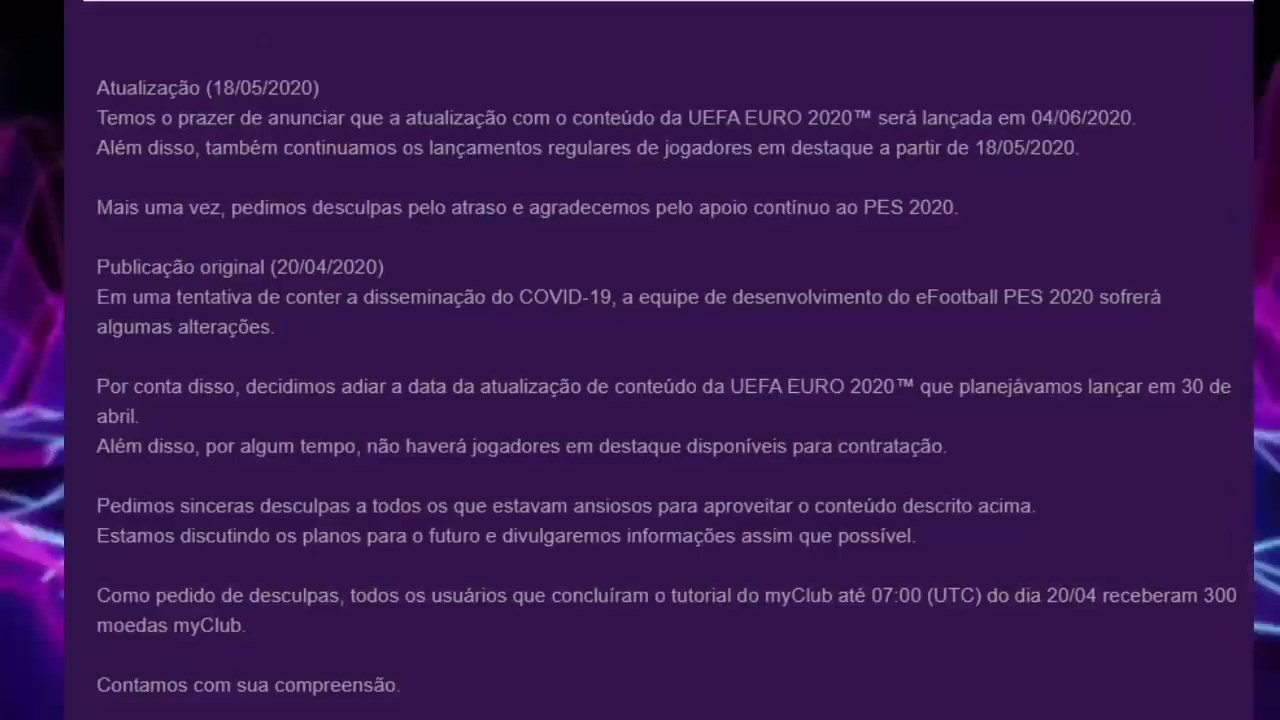 Atualização (18/05/2020)
Temos o prazer de anunciar que a atualização com o conteúdo da UEFA EURO 2020™ será lançada em 04/06/2020.
Além disso, também continuamos os lançamentos regulares de jogadores em destaque a partir de 18/05/2020.
Mais uma vez, pedimos desculpas pelo atraso e agradecemos pelo apoio contínuo ao PES 2020.
Publicação original (20/04/2020)
Em uma tentativa de conter a disseminação do COVID-19, a equipe de desenvolvimento do eFootball PES 2020 sofrerá
algumas alterações.
Por conta disso, decidimos adiar a data da atualização de conteúdo da UEFA EURO 2020™ que planejávamos lançar em 30 de
abril.
Além disso, por algum tempo, não haverá jogadores em destaque disponíveis para contratação.
Pedimos sinceras desculpas a todos os que estavam ansiosos para aproveitar o conteúdo descrito acima.
Estamos discutindo os planos para o futuro e divulgaremos informações assim que possível.
Como pedido de desculpas, todos os usuários que concluíram o tutorial do myClub até 07:00 (UTC) do dia 20/04 receberam 300
moedas myClub.
Contamos com sua compreensão.